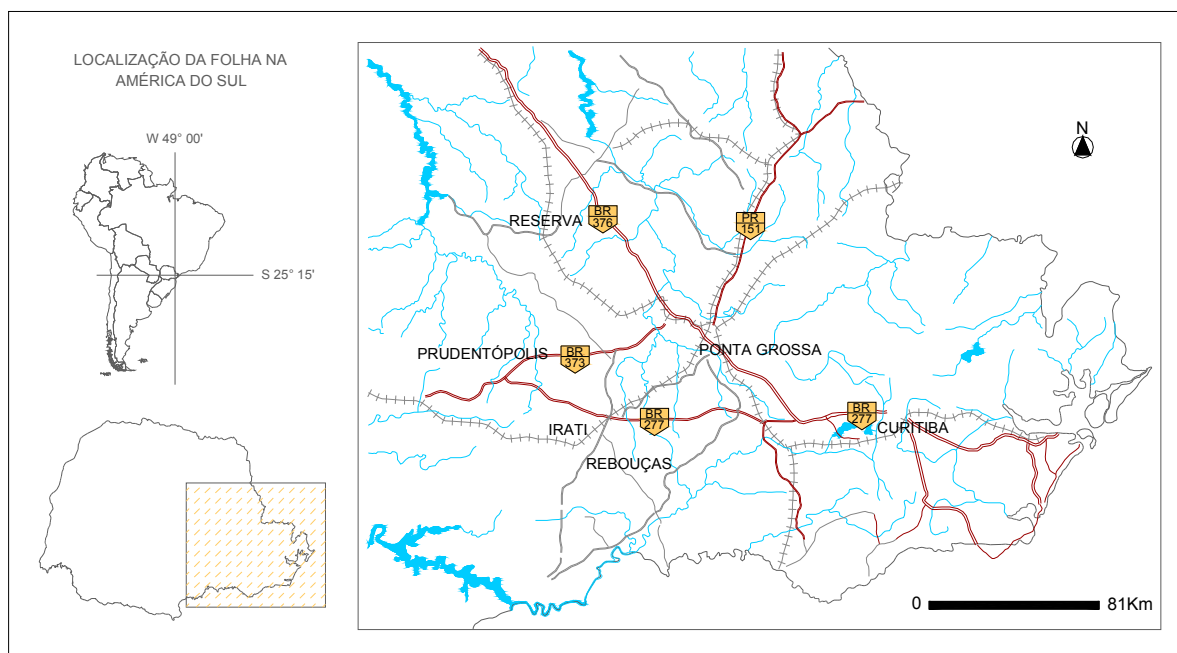 LOCALIZAÇÃO DA FOLHA NA
AMÉRICA DO SUL
W 49° 00'
S 25° 15'
N
RESERVA
BR
376
PR
151
PRUDENTÓPOLIS
BR
373
PONTA GROSSA
IRATI
BR
277
BR
277
CURITIBA
REBOUÇAS
0
81Km